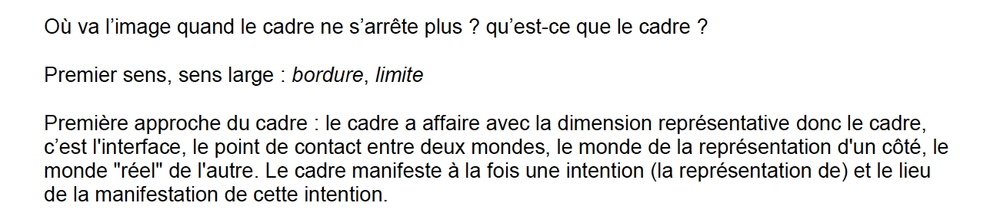 Où va l’image quand le cadre ne s’arrête plus ? qu’est-ce que le cadre ?
Premier sens, sens large : bordure, limite
Première approche du cadre : le cadre a affaire avec la dimension représentative donc le cadre,
c’est l'interface, le point de contact entre deux mondes, le monde de la représentation d'un côté, le
monde "réel" de l'autre. Le cadre manifeste à la fois une intention (la représentation de) et le lieu
de la manifestation de cette intention.